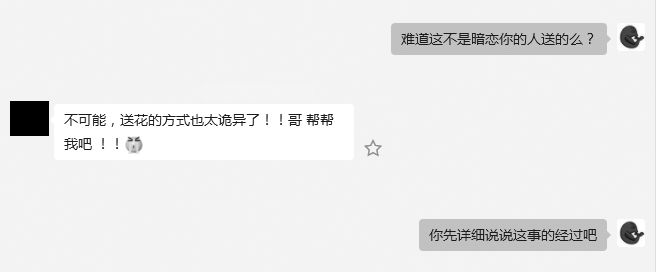 难道这不是暗恋你的人送的么？
不可能，送花的方式也太诡异了！！哥 帮帮
我吧 ！！
你先详细说说这事的经过吧